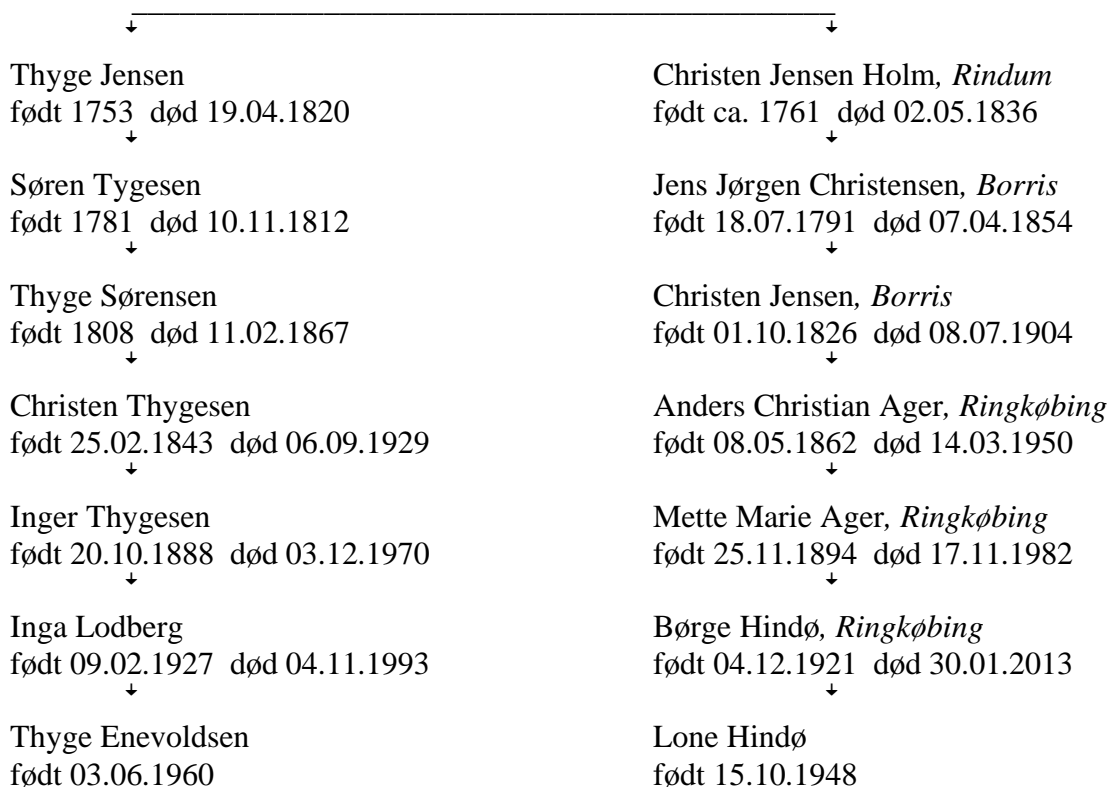 Thyge Jensen
født 1753  død 19.04.1820
Søren Tygesen
født 1781  død 10.11.1812
Thyge Sørensen
født 1808  død 11.02.1867
Christen Thygesen
født 25.02.1843  død 06.09.1929
Inger Thygesen
født 20.10.1888  død 03.12.1970
Inga Lodberg
født 09.02.1927  død 04.11.1993
Thyge Enevoldsen
født 03.06.1960
Christen Jensen Holm, Rindum
født ca. 1761  død 02.05.1836
Jens Jørgen Christensen, Borris
født 18.07.1791  død 07.04.1854
Christen Jensen, Borris
født 01.10.1826  død 08.07.1904
Anders Christian Ager, Ringkøbing
født 08.05.1862  død 14.03.1950
Mette Marie Ager, Ringkøbing
født 25.11.1894  død 17.11.1982
Børge Hindø, Ringkøbing
født 04.12.1921  død 30.01.2013
Lone Hindø
født 15.10.1948